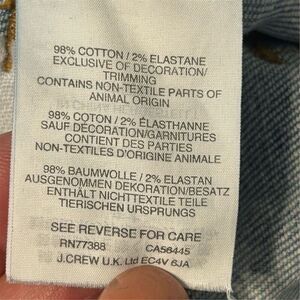 98% COTTON / 2% ELASTANE
EXCLUSIVE OF DECORATION/
TRIMMING
CONTAINS NON-TEXTILE PARTS OF
ANIMAL ORIGIN
98% COTON / 2% ÉLASTHANNE
SAUF DÉCORATION/GARNITURES
CONTIENT DES PARTIES
NON-TEXTILES D'ORIGINE ANIMALE
98% BAUMWOLLE / 2% ELASTAN
AUSGENOMMEN DEKORATION/BESATZ
ENTHÄLT NICHTTEXTILE TEILE
TIERISCHEN URSPRUNGS
SEE REVERSE FOR CARE
RN77388 CA56445
J.CREW U.K. Ltd EC4V 6JA